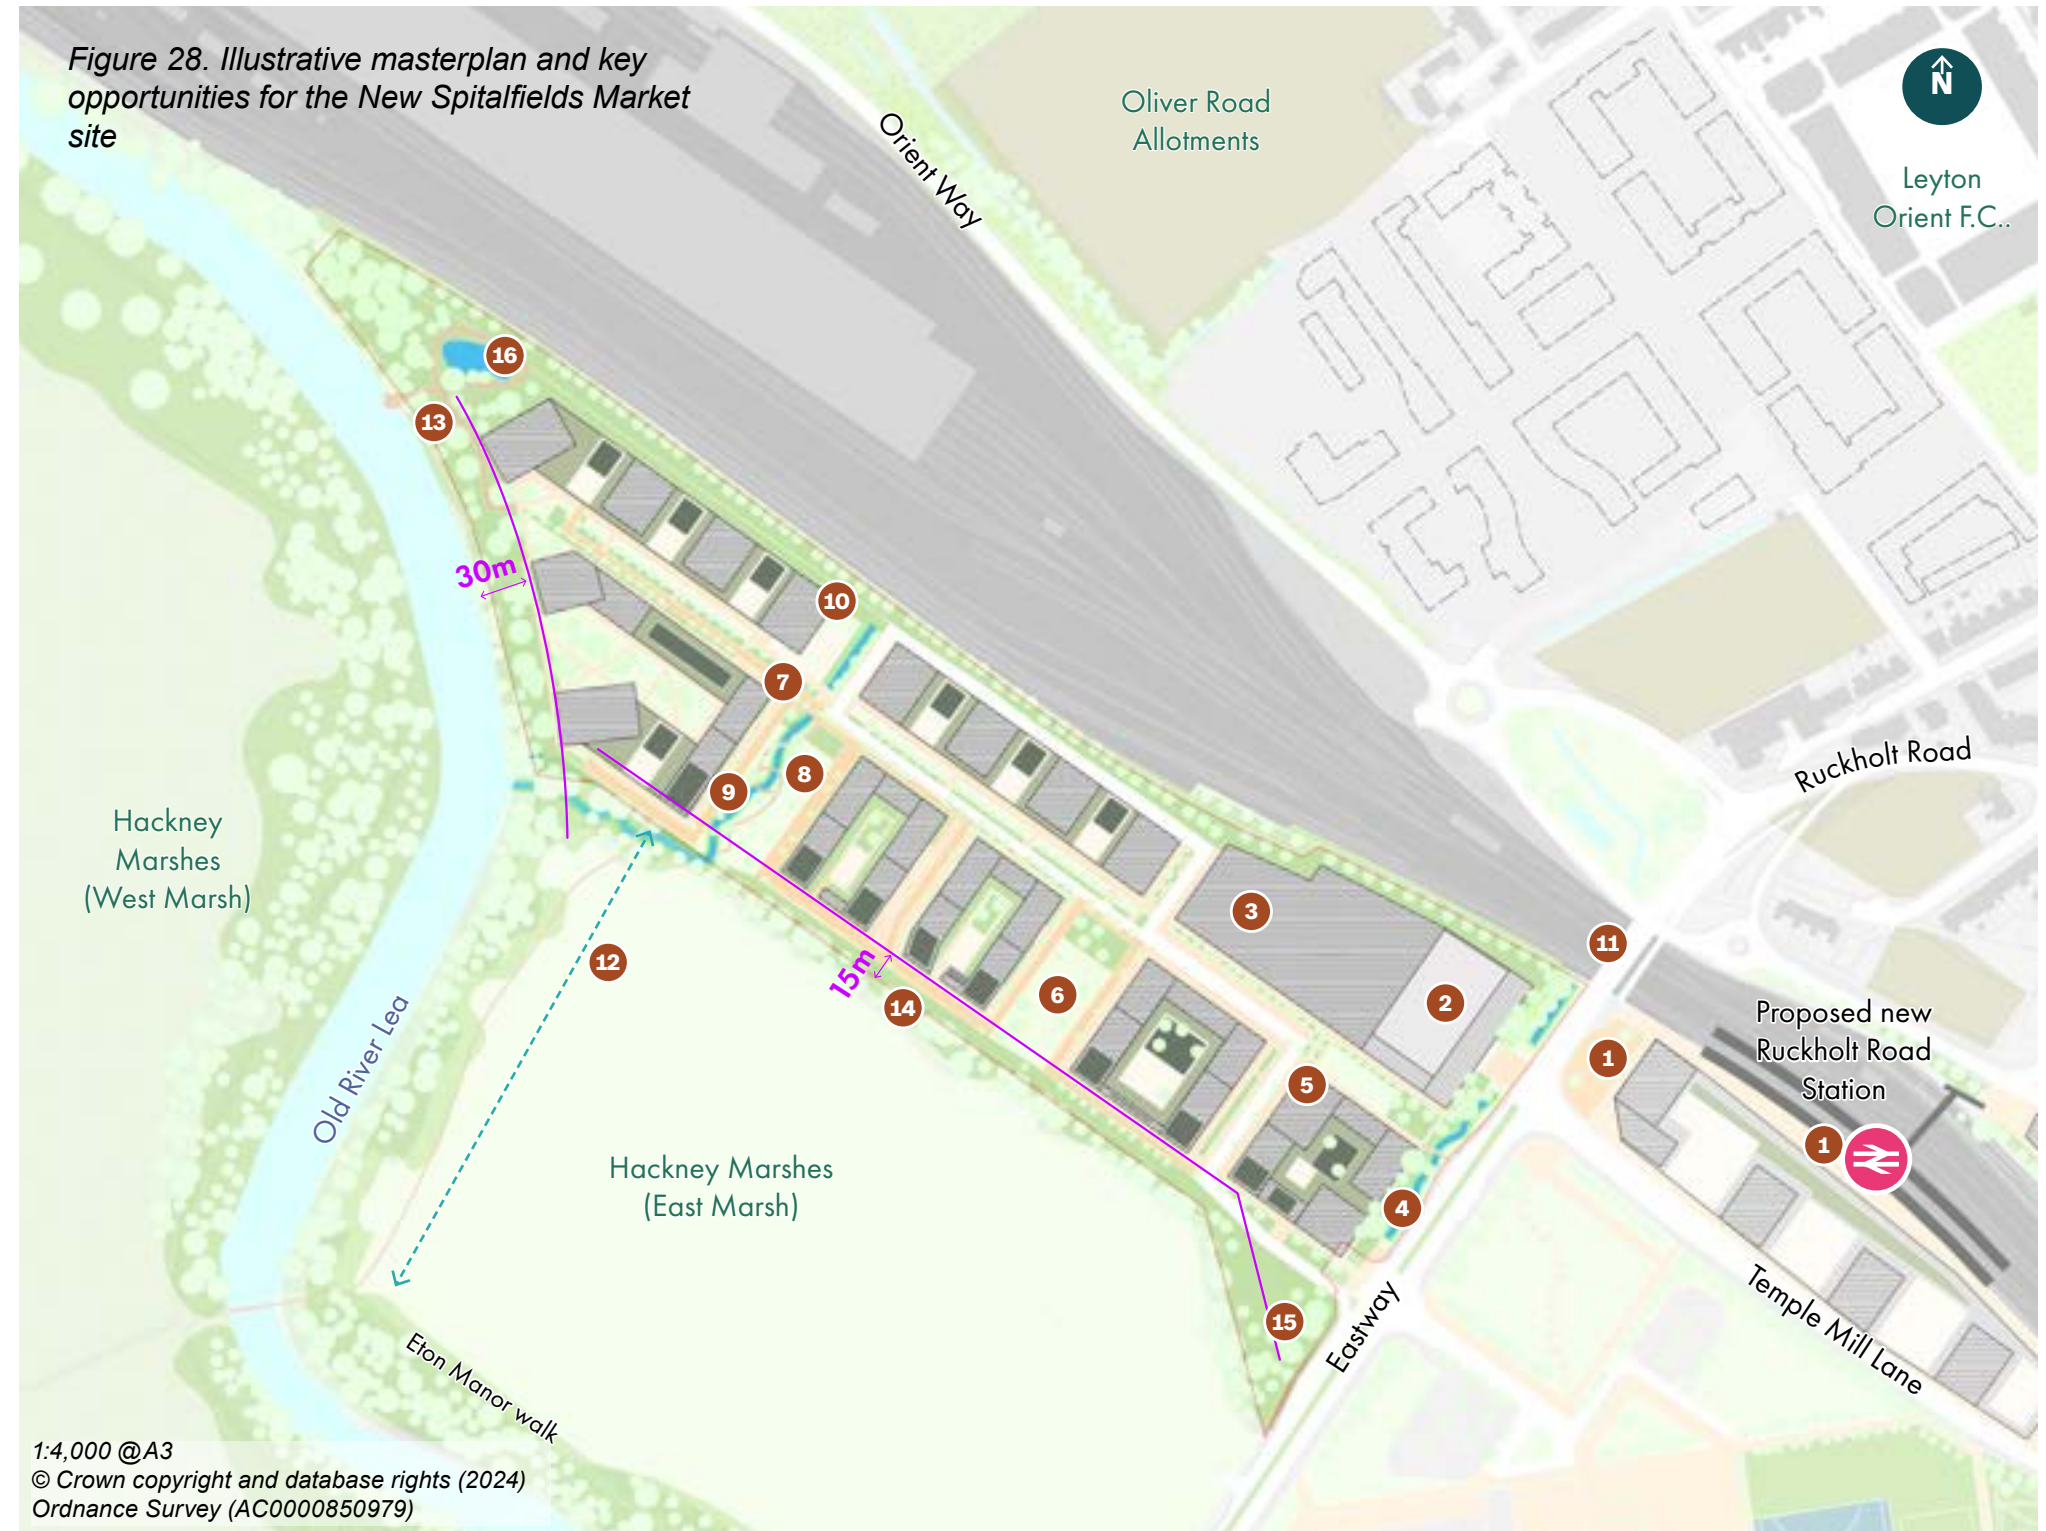 Figure 28. Illustrative masterplan and key
opportunities for the New Spitalfields Market
site
N
Oliver Road
Allotments
Orient Way
Leyton
Orient F.C..
16
13
30m
10
7
8
9
Ruckholt Road
Hackney
Marshes
(West Marsh)
3
11
12
15m
14
6
2
Proposed new
Ruckholt Road
Station
1
1
5
Old River Lea
Hackney Marshes
(East Marsh)
4
15
Eastway
Temple Mill Lane
Eton Manor walk
1:4,000 @A3
© Crown copyright and database rights (2024)
Ordnance Survey (AC0000850979)